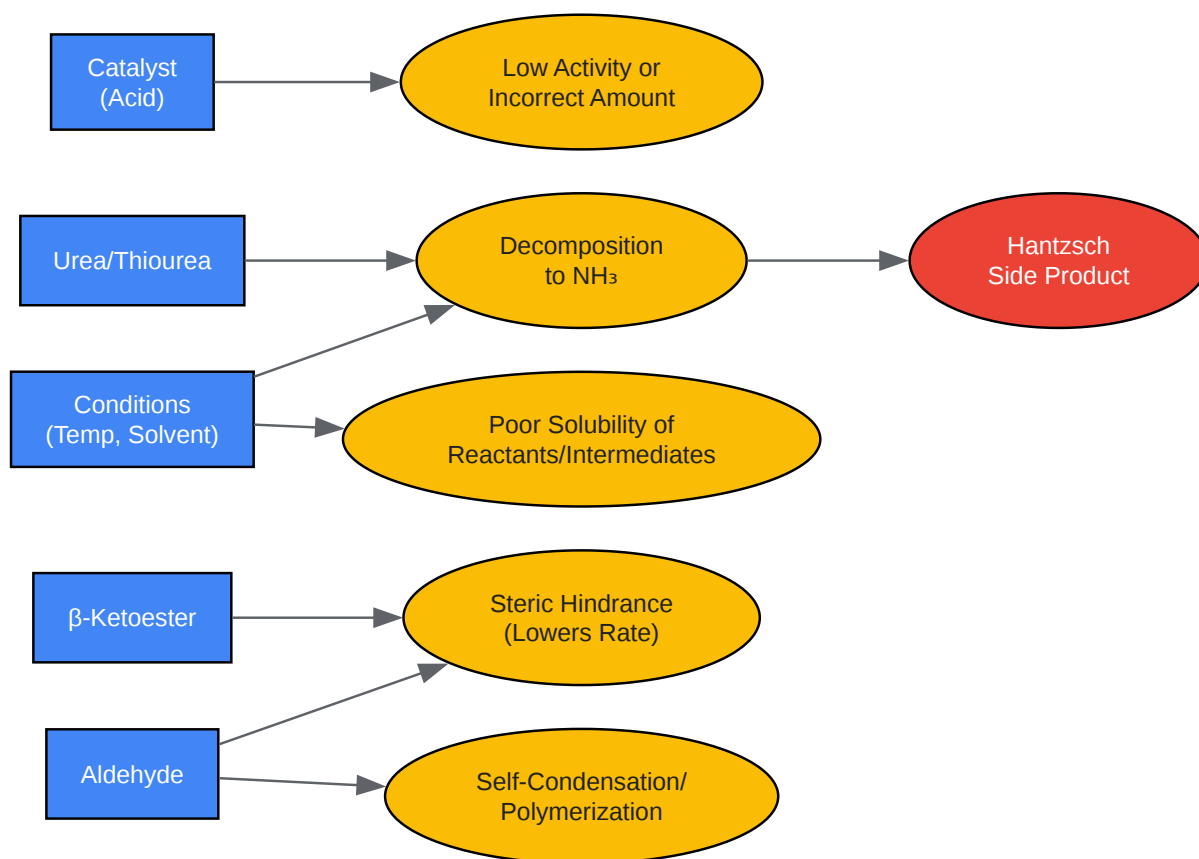 Catalyst
(Acid)
Low Activity or
Incorrect Amount
Urea/Thiourea
Decomposition
to NH₃
Hantzsch
Side Product
Conditions
(Temp, Solvent)
Poor Solubility of
Reactants/Intermediates
β-Ketoester
Steric Hindrance
(Lowers Rate)
Aldehyde
Self-Condensation/
Polymerization